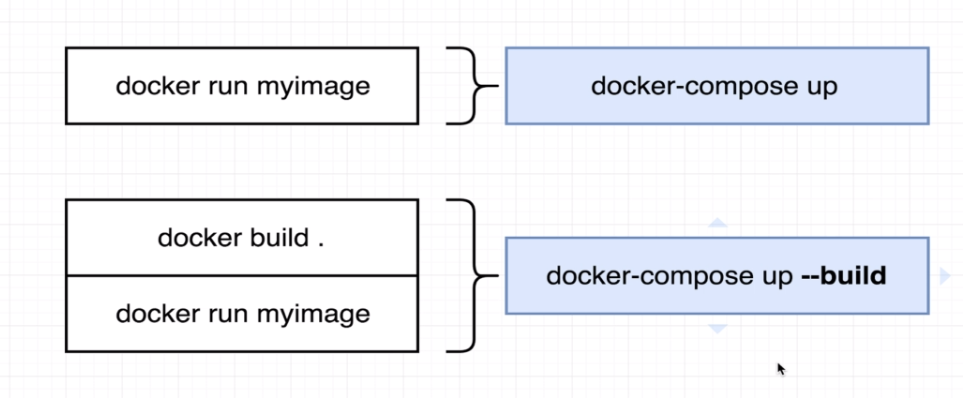 docker run myimage
docker-compose up
docker build .
docker run myimage
docker-compose up --build